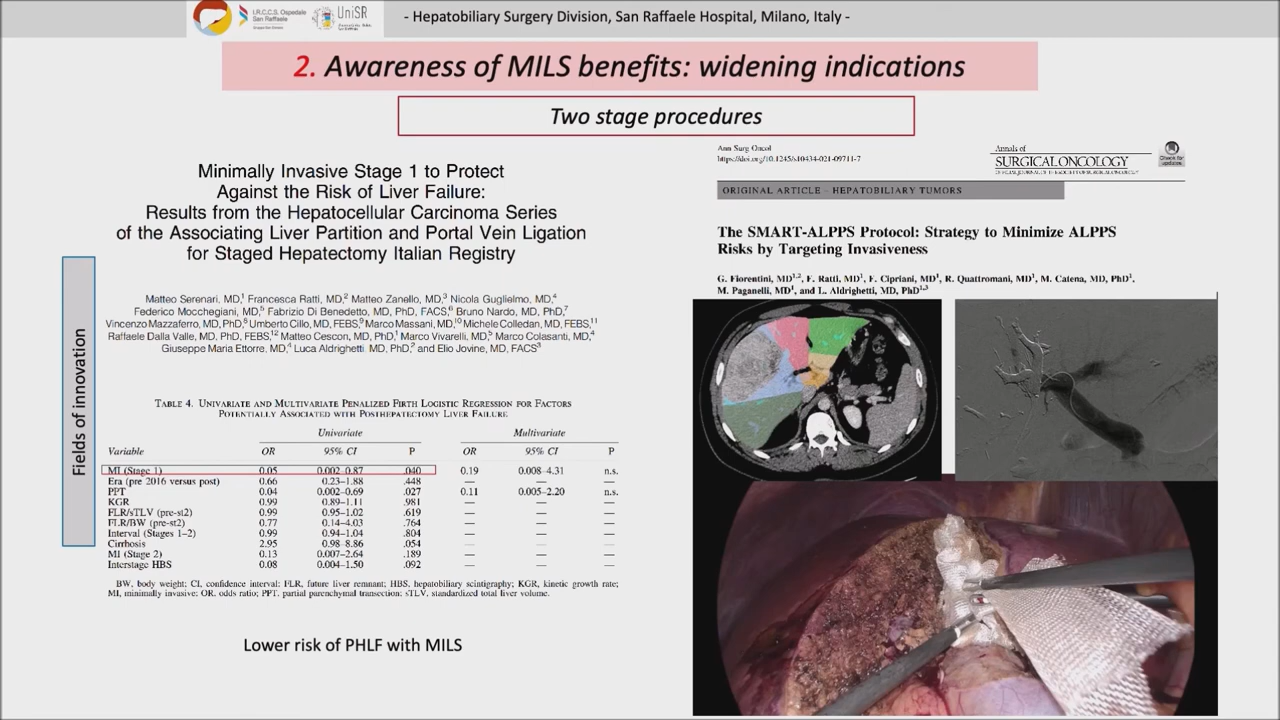 I.R.C.C.S. Ospedale
San Raffaele
UniSR
- Hepatobiliary Surgery Division, San Raffaele Hospital, Milano, Italy -
2. Awareness of MILS benefits: widening indications
Two stage procedures
Fields of innovation
Minimally Invasive Stage 1 to Protect
Against the Risk of Liver Failure:
Results from the Hepatocellular Carcinoma Series
of the Associating Liver Partition and Portal Vein Ligation
for Staged Hepatectomy Italian Registry
Matteo Serenari, MD,1 Francesca Ratti, MD,2 Matteo Zanello, MD,3 Nicola Guglielmo, MD,4
Federico Mocchegiani, MD,5 Fabrizio Di Benedetto, MD, PhD, FACS,6 Bruno Nardo, MD, PhD,7
Vincenzo Mazzaferro, MD, PhD,8 Umberto Cillo, MD, FEBS,9 Marco Massani, MD,10 Michele Colledan, MD, FEBS,11
Raffaele Dalla Valle, MD, PhD, FEBS,12 Matteo Cescon, MD, PhD,1 Marco Vivarelli, MD,5 Marco Colasanti, MD,4
Giuseppe Maria Ettorre, MD,4 Luca Aldrighetti, MD, PhD,2 and Elio Jovine, MD, FACS3
TABLE 4. UNIVARIATE AND MULTIVARIATE PENALIZED FIRTH LOGISTIC REGRESSION FOR FACTORS
POTENTIALLY ASSOCIATED WITH POSTHEPATECTOMY LIVER FAILURE
Univariate Multivariate
Variable OR 95% CI P OR 95% CI P
MI (Stage 1) 0.05 0.002–0.87 .040 0.19 0.008–4.31 n.s.
Era (pre 2016 versus post) 0.66 0.23–1.88 .448 — — —
PPT 0.04 0.002–0.69 .027 0.11 0.005–2.20 n.s.
KGR 0.99 0.89–1.11 .981 — — —
FLR/sTLV (pre-st2) 0.99 0.95–1.02 .619 — — —
FLR/BW (pre-st2) 0.77 0.14–4.03 .764 — — —
Interval (Stages 1–2) 0.99 0.94–1.04 .804 — — —
Cirrhosis 2.95 0.98–8.86 .054 — — —
MI (Stage 2) 0.13 0.007–2.64 .189 — — —
Interstage HBS 0.08 0.004–1.50 .092 — — —
BW, body weight; CI, confidence interval; FLR, future liver remnant; HBS, hepatobiliary scintigraphy; KGR, kinetic growth rate;
MI, minimally invasive; OR, odds ratio; PPT, partial parenchymal transection; sTLV, standardized total liver volume.
Lower risk of PHLF with MILS
Ann Surg Oncol
https://doi.org/10.1245/s10434-021-09711-7
Annals of
SURGICAL ONCOLOGY
Check for
updates
ORIGINAL ARTICLE – HEPATOBILIARY TUMORS
The SMART-ALPPS Protocol: Strategy to Minimize ALPPS
Risks by Targeting Invasiveness
G. Fiorentini, MD1,2, F. Ratti, MD1, F. Cipriani, MD1, R. Quattromani, MD1, M. Catena, MD, PhD1,
M. Paganelli, MD1, and L. Aldrighetti, MD, PhD1,3